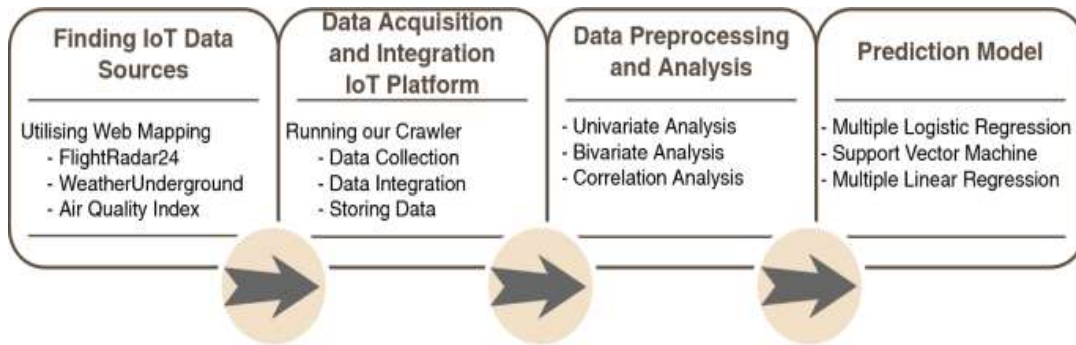 Finding IoT Data
Sources
Utilising Web Mapping
- FlightRadar24
- WeatherUnderground
- Air Quality Index
Data Acquisition
and Integration
IoT Platform
Running our Crawler
- Data Collection
- Data Integration
- Storing Data
Data Preprocessing
and Analysis
- Univariate Analysis
- Bivariate Analysis
- Correlation Analysis
Prediction Model
- Multiple Logistic Regression
- Support Vector Machine
- Multiple Linear Regression